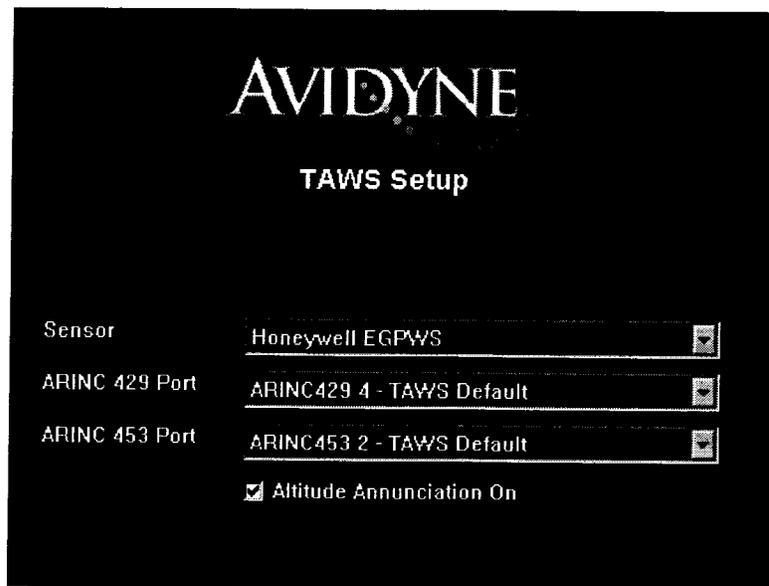 AVIDYNE
TAWS Setup
Sensor
Honeywell EGPWS
ARINC 429 Port
ARINC429 4 - TAWS Default
ARINC 453 Port
ARINC453 2 - TAWS Default
Altitude Annunciation On